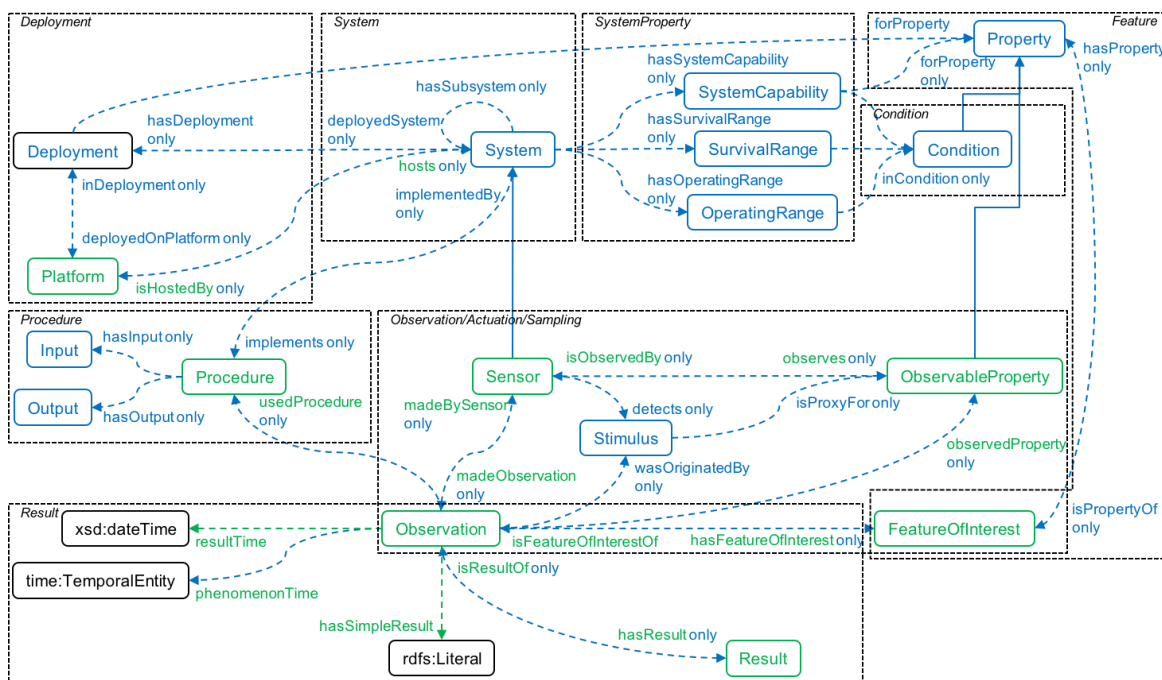 Deployment
System
SystemProperty
Feature
forProperty
Property
hasProperty
only
hasSystemCapability
only
forProperty
only
hasSubsystem only
SystemCapability
Condition
hasDeployment
only
deployedSystem
only
hasSurvivalRange
only
Deployment
System
SurvivalRange
Condition
hosts only
inDeployment only
implementedBy
only
hasOperatingRange
only
inCondition only
OperatingRange
deployedOnPlatform only
Platform
isHostedBy only
Procedure
Observation/Actuation/Sampling
hasInput only
implements only
Input
isObservedBy only
observes only
Procedure
Sensor
ObservableProperty
usedProcedure
only
madeBySensor
only
Output
hasOutput only
detects only
isProxyFor only
Stimulus
observedProperty
only
wasOriginatedBy
only
madeObservation
only
Result
xsd:dateTime
resultTime
Observation
isFeatureOfInterestOf
hasFeatureOfInterest only
FeatureOfInterest
isPropertyOf
only
time:TemporalEntity
phenomenonTime
isResultOf only
hasSimpleResult
hasResult only
rdfs:Literal
Result